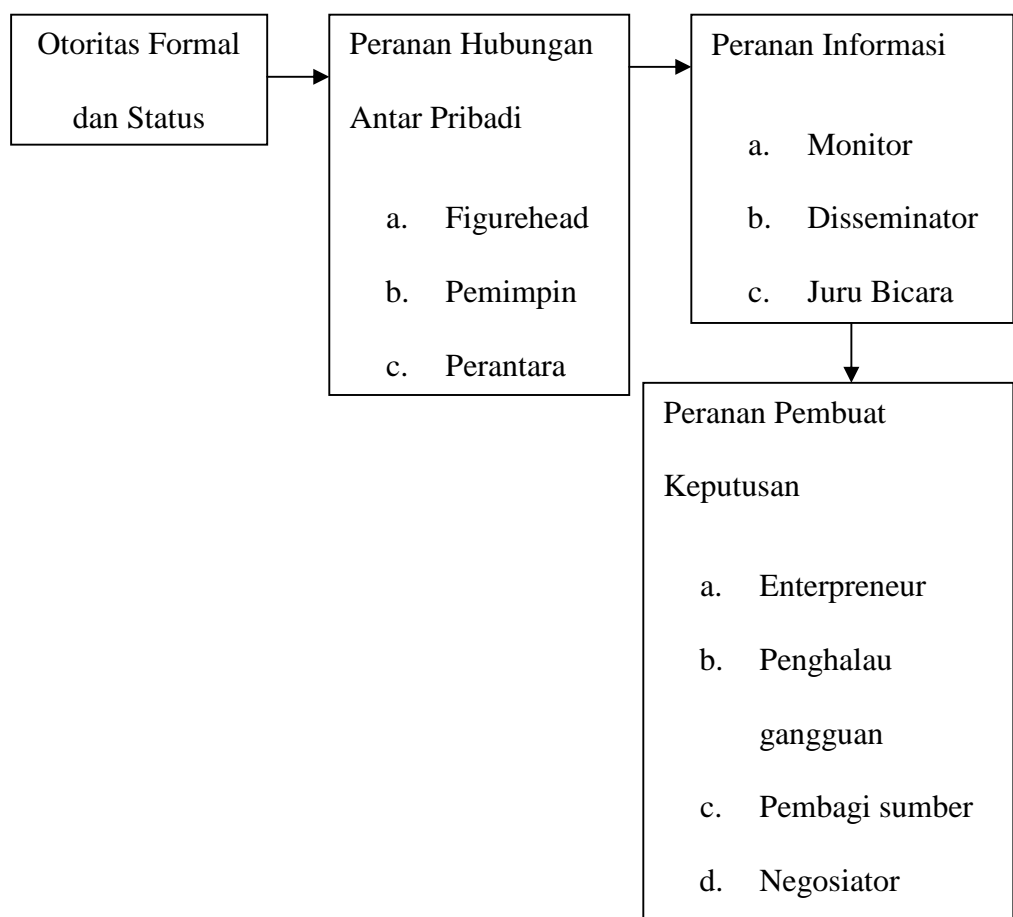 Otoritas Formal
dan Status
Peranan Hubungan
Antar Pribadi
a. Figurehead
b. Pemimpin
c. Perantara
Peranan Informasi
a. Monitor
b. Disseminator
c. Juru Bicara
Peranan Pembuat
Keputusan
a. Enterpreneur
b. Penghalau
gangguan
c. Pembagi sumber
d. Negosiator